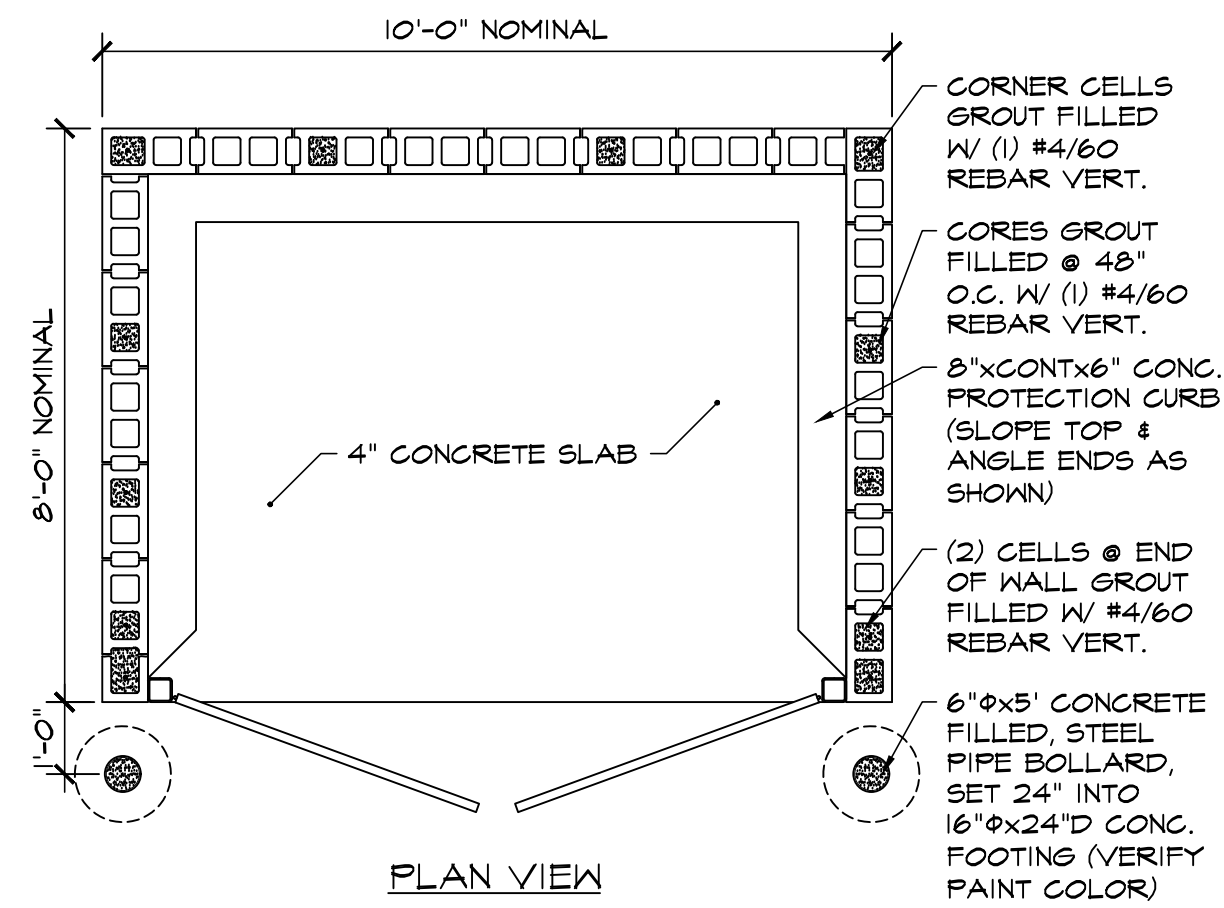 10'-0" NOMINAL
8'-0" NOMINAL
1'-0"
4" CONCRETE SLAB
CORNER CELLS
GROUT FILLED
W/ (1) #4/60
REBAR VERT.
CORES GROUT
FILLED @ 48"
O.C. W/ (1) #4/60
REBAR VERT.
8"xCONTx6" CONC.
PROTECTION CURB
(SLOPE TOP &
ANGLE ENDS AS
SHOWN)
(2) CELLS @ END
OF WALL GROUT
FILLED W/ #4/60
REBAR VERT.
6"Φx5' CONCRETE
FILLED, STEEL
PIPE BOLLARD,
SET 24" INTO
16"Φx24"D CONC.
FOOTING (VERIFY
PAINT COLOR)
PLAN VIEW